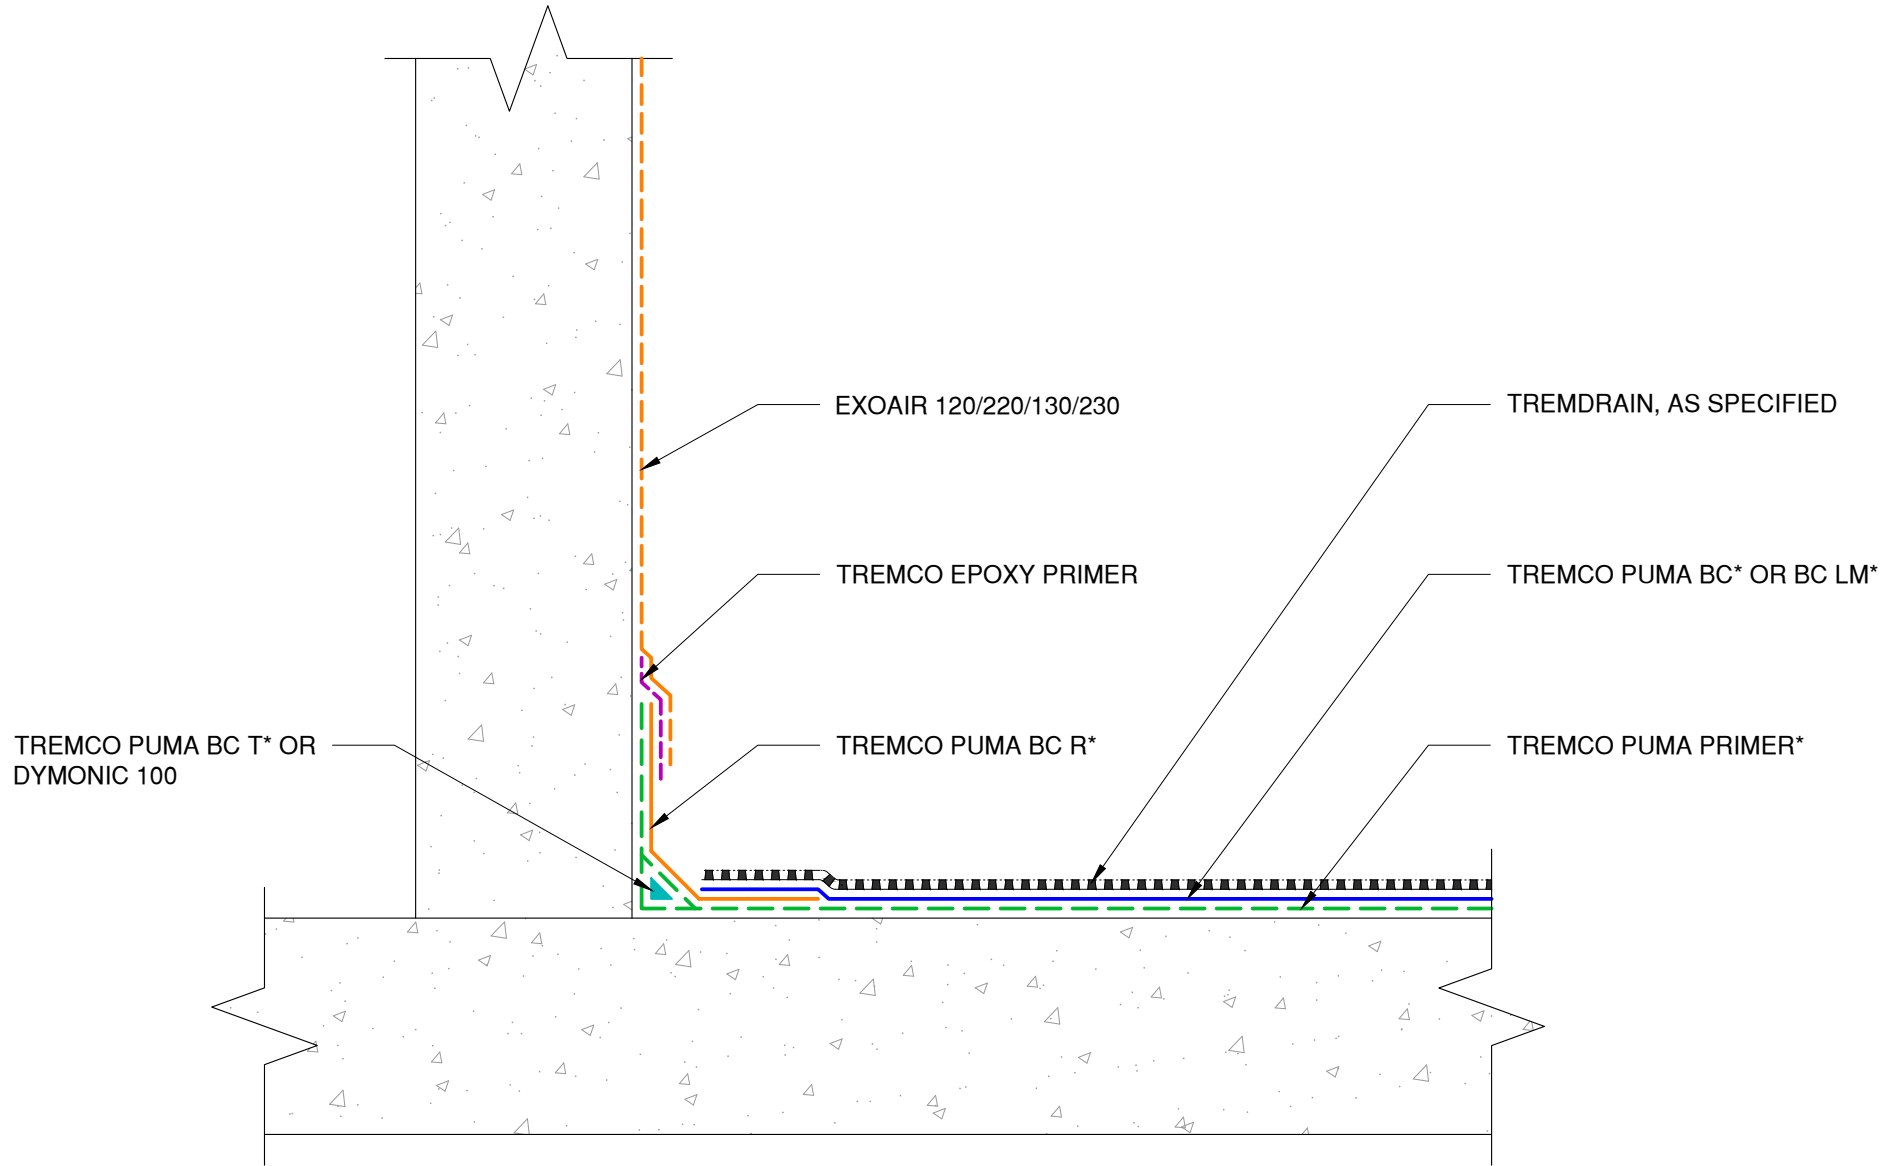 EXOAIR 120/220/130/230
TREMDRAIN, AS SPECIFIED
TREMCO EPOXY PRIMER
TREMCO PUMA BC* OR BC LM*
TREMCO PUMA BC T* OR
DYMONIC 100
TREMCO PUMA BC R*
TREMCO PUMA PRIMER*